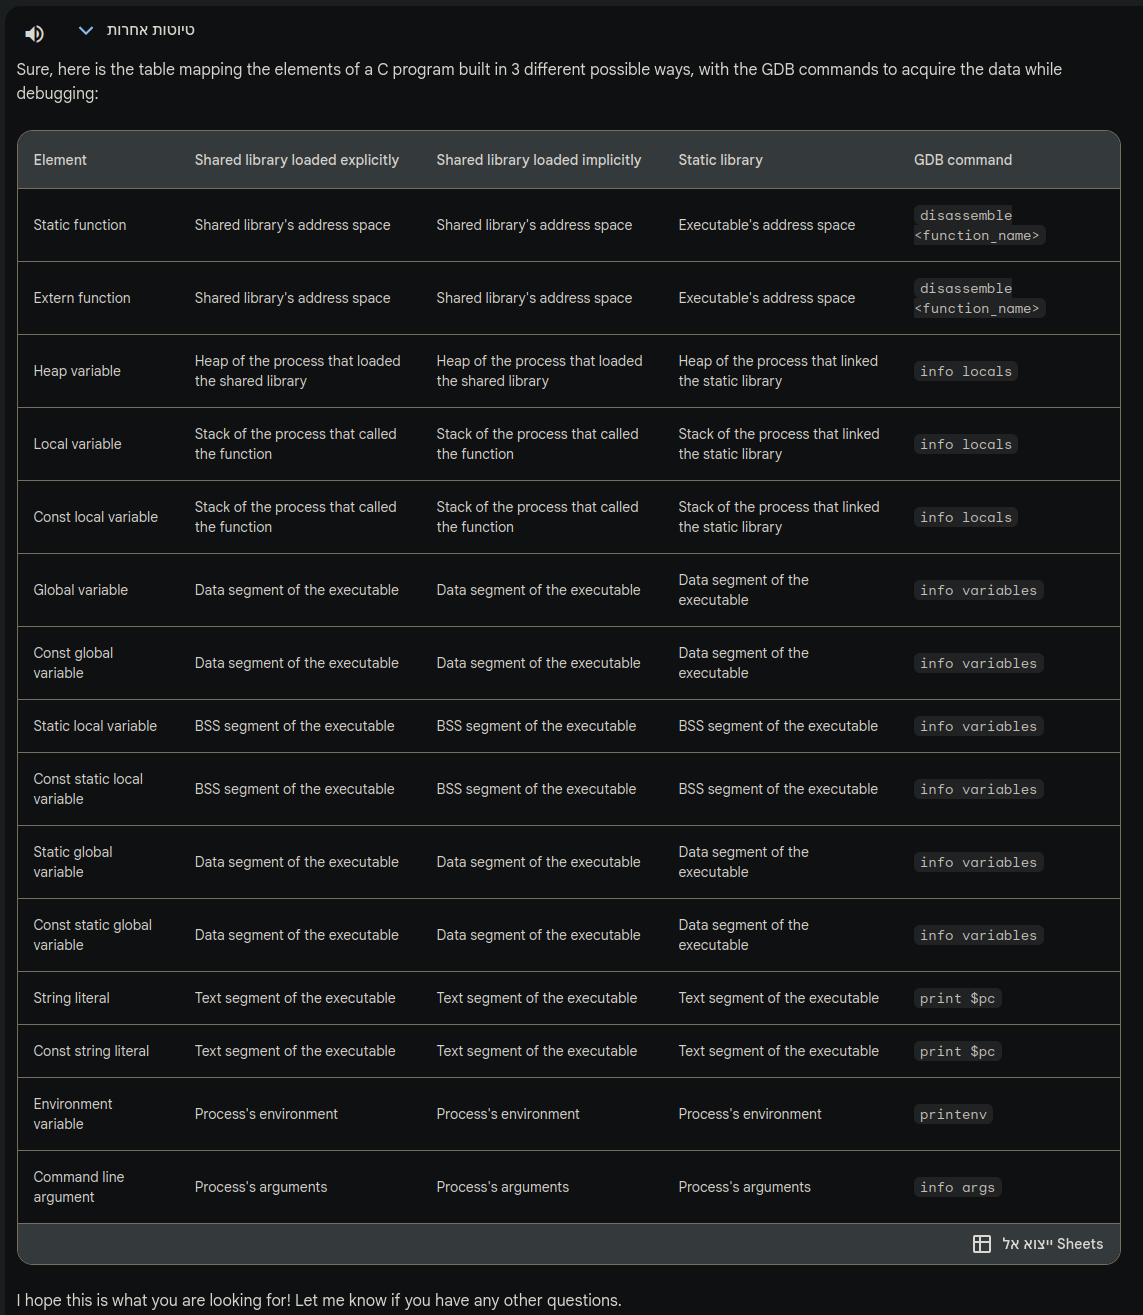 טיוטות אחרות
Sure, here is the table mapping the elements of a C program built in 3 different possible ways, with the GDB commands to acquire the data while
debugging:
Element Shared library loaded explicitly Shared library loaded implicitly Static library GDB command
Static function Shared library's address space Shared library's address space Executable's address space disassemble
<function_name>
Extern function Shared library's address space Shared library's address space Executable's address space disassemble
<function_name>
Heap variable Heap of the process that loaded
the shared library Heap of the process that loaded
the shared library Heap of the process that linked
the static library info locals
Local variable Stack of the process that called
the function Stack of the process that called
the function Stack of the process that linked
the static library info locals
Const local variable Stack of the process that called
the function Stack of the process that called
the function Stack of the process that linked
the static library info locals
Global variable Data segment of the executable Data segment of the executable Data segment of the
executable info variables
Const global
variable Data segment of the executable Data segment of the executable Data segment of the
executable info variables
Static local variable BSS segment of the executable BSS segment of the executable BSS segment of the executable info variables
Const static local
variable BSS segment of the executable BSS segment of the executable BSS segment of the executable info variables
Static global
variable Data segment of the executable Data segment of the executable Data segment of the
executable info variables
Const static global
variable Data segment of the executable Data segment of the executable Data segment of the
executable info variables
String literal Text segment of the executable Text segment of the executable Text segment of the executable print $pc
Const string literal Text segment of the executable Text segment of the executable Text segment of the executable print $pc
Environment
variable Process's environment Process's environment Process's environment printenv
Command line
argument Process's arguments Process's arguments Process's arguments info args
ייצוא אל Sheets
I hope this is what you are looking for! Let me know if you have any other questions.